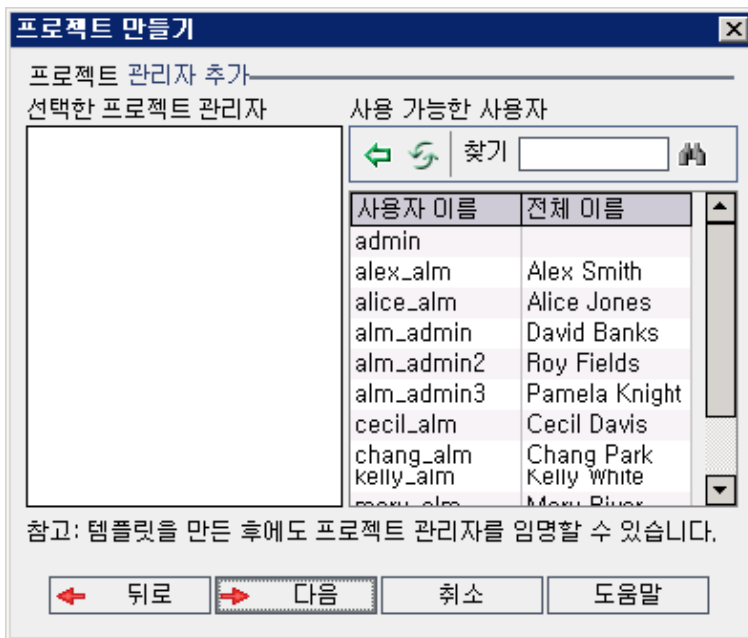 프로젝트 만들기
프로젝트 관리자 추가
선택한 프로젝트 관리자
사용 가능한 사용자
찾기
사용자 이름 전체 이름
admin
alex_alm Alex Smith
alice_alm Alice Jones
alm_admin David Banks
alm_admin2 Roy Fields
alm_admin3 Pamela Knight
cecil_alm Cecil Davis
chang_alm Chang Park
kelly_alm Kelly White
참고: 템플릿을 만든 후에도 프로젝트 관리자를 임명할 수 있습니다.
뒤로 다음 취소 도움말